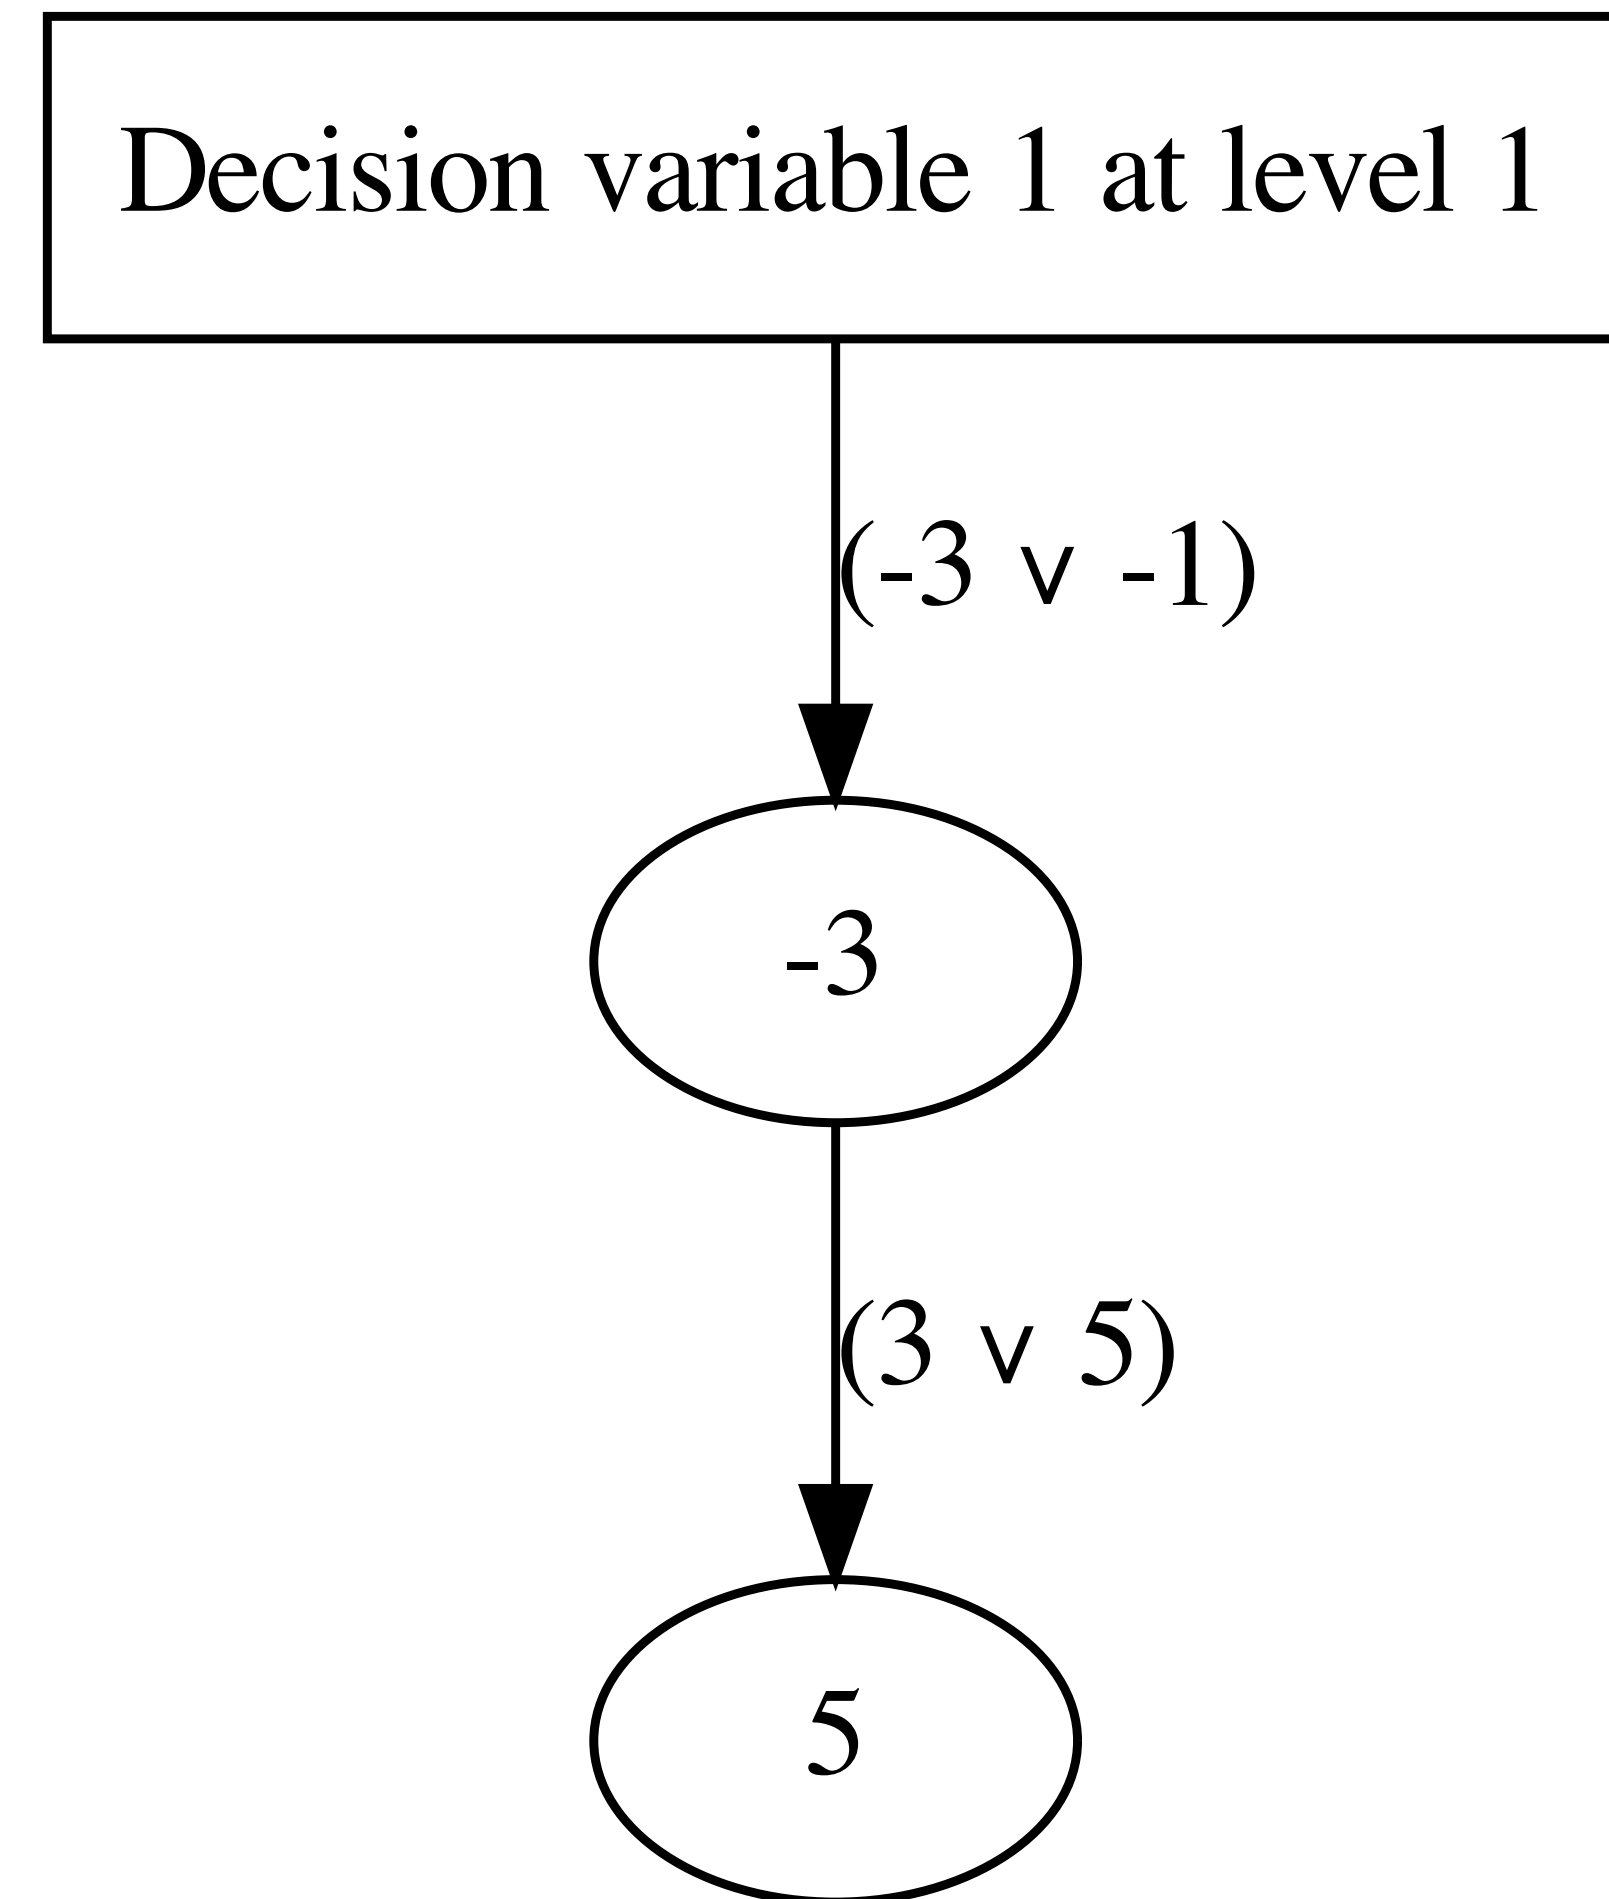 Decision variable 1 at level 1
(-3 ∨ -1)
-3
(3 ∨ 5)
5